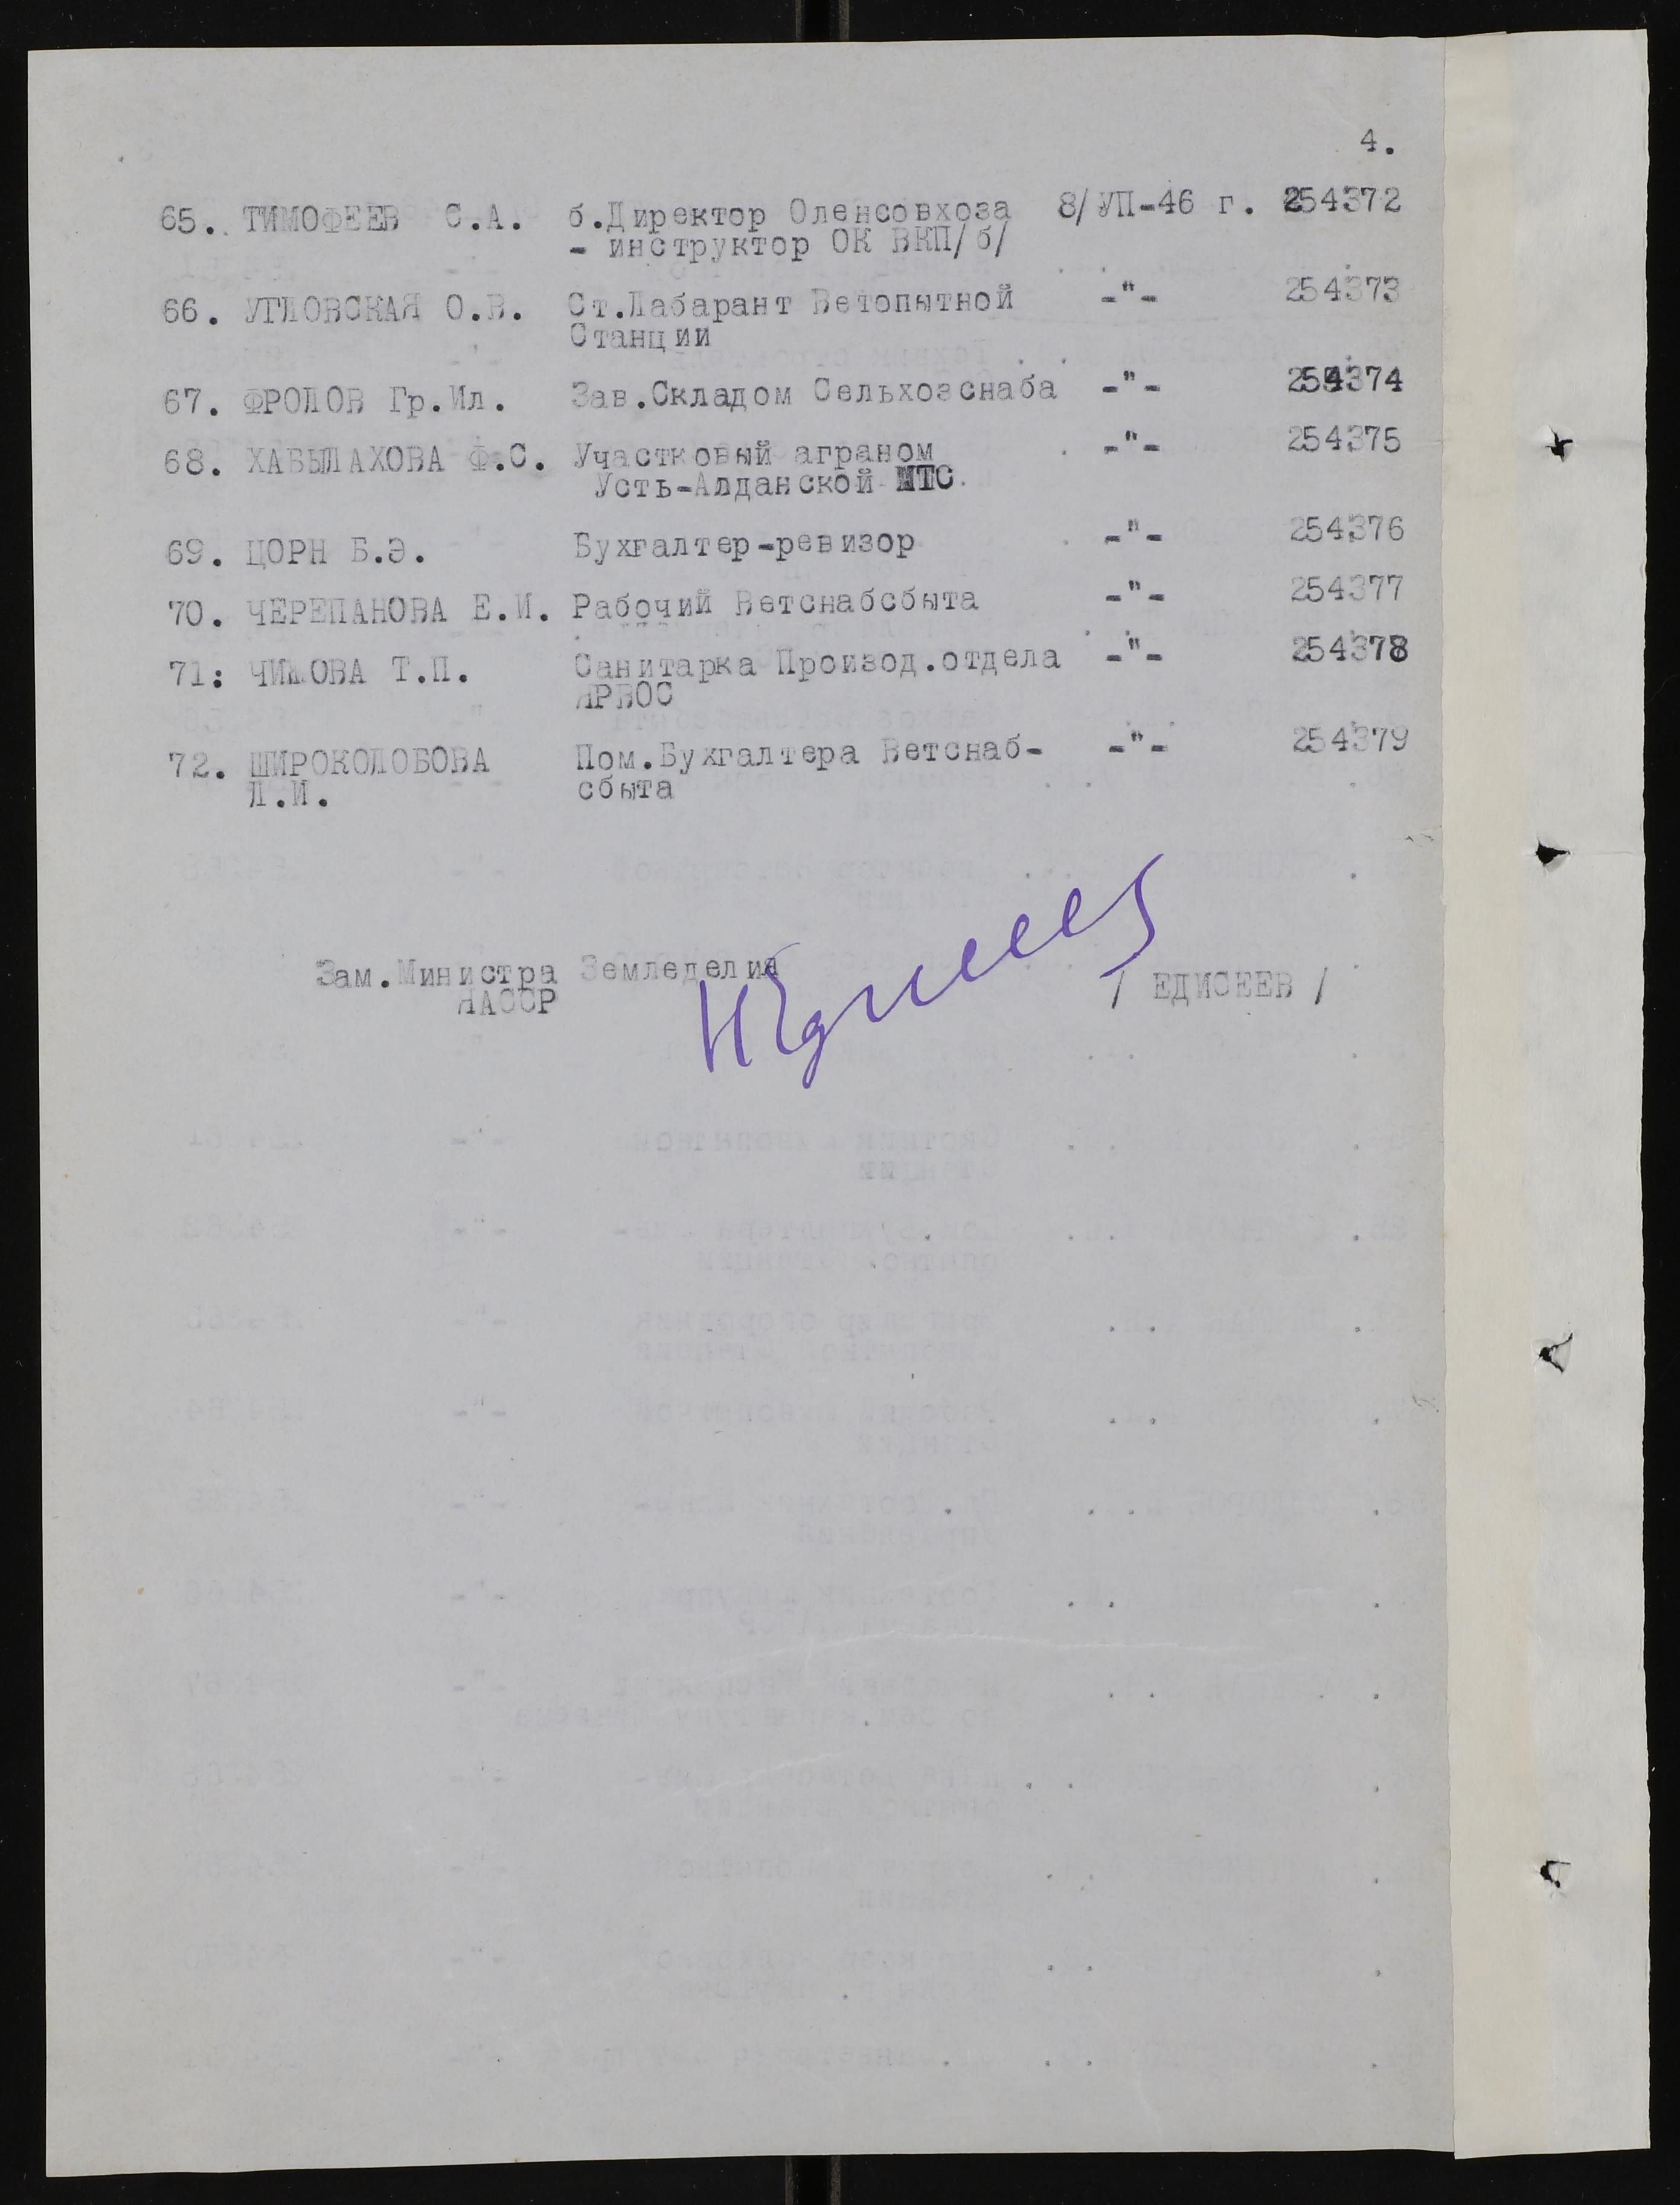 4.
65. ТИМОФЕЕВ С.А. б.Директор Оленсовхоза 8/УП-46 г. 254372
- инструктор ОК ВКП/б/
66. УГЛОВСКАЯ О.В. Ст.Лабарант Ветопытной -"- 254373
Станции
67. ФРОЛОВ Гр.Ил. Зав.Складом Сельхозснаба -"- 254374
68. ХАБЫЛАХОВА Ф.С. Участковый аграном -"- 254375
Усть-Алданской МТС.
69. ЦОРН Б.Э. Бухгалтер-ревизор -"- 254376
70. ЧЕРЕПАНОВА Е.И. Рабочий Ветснабсбыта -"- 254377
71: Т.П. Санитарка Произод.отдела -"- 254378
ЯРВОС
72. ШИРОКОЛОБОВА Пом.Бухгалтера Ветснаб- -"- 254379
Л.И. сбыта
Зам.Министра Земледелия
ЯАССР / ЕДИСЕЕВ /